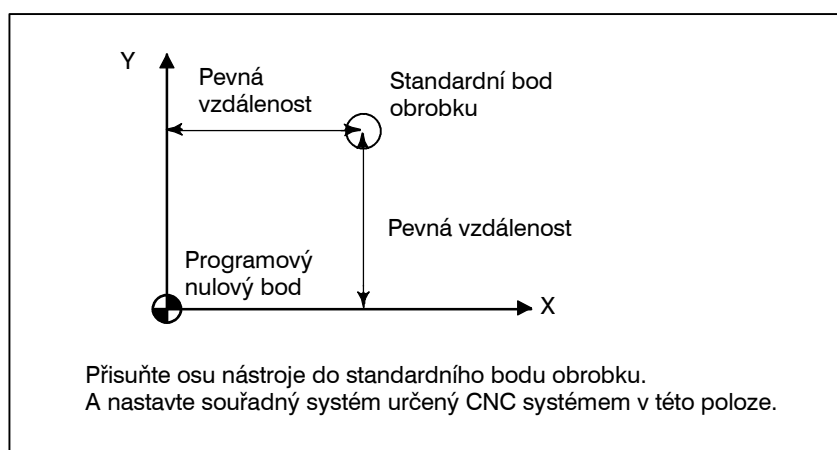 Y
Pevná
vzdálenost
Standardní bod
obrobku
Pevná vzdálenost
Programový
nulový bod
X
Přisuňte osu nástroje do standardního bodu obrobku.
A nastavte souřadný systém určený CNC systémem v této poloze.